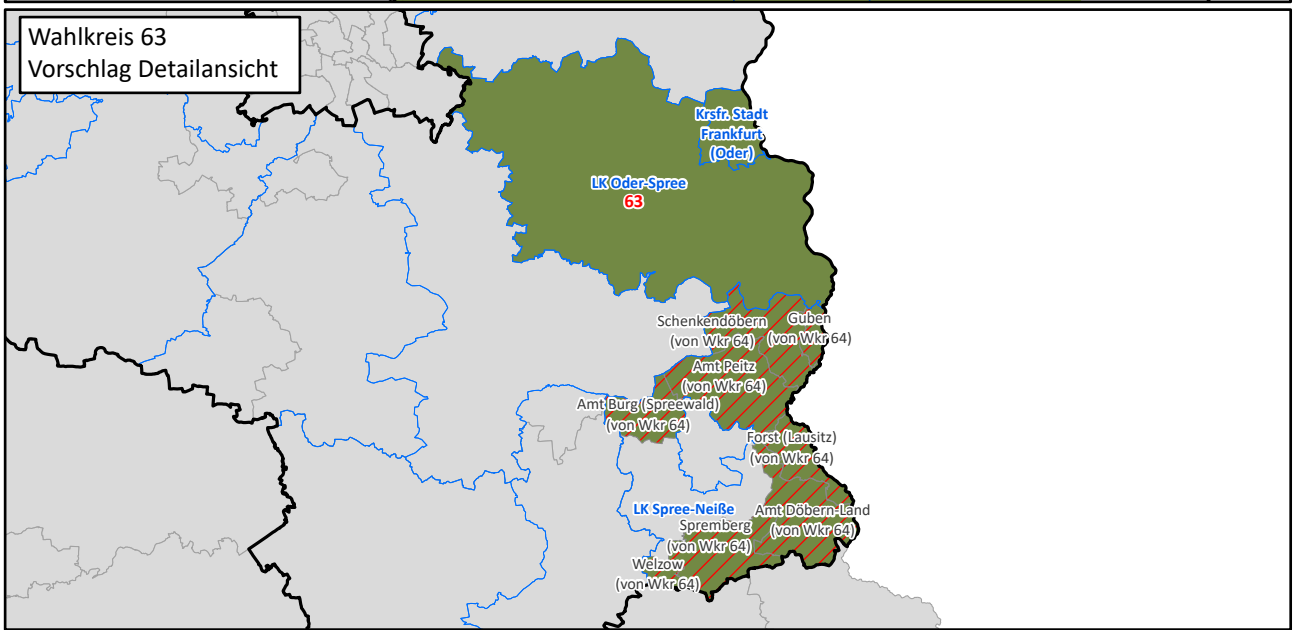 Wahlkreis 63
Vorschlag Detailansicht
Krsfr. Stadt
Frankfurt
(Oder)
LK Oder-Spree
63
Schenkendöbern
(von Wkr 64)
Guben
(von Wkr 64)
Amt Peitz
(von Wkr 64)
Amt Burg (Spreewald)
(von Wkr 64)
Forst (Lausitz)
(von Wkr 64)
LK Spree-Neiße
Amt Döbern-Land
(von Wkr 64)
Spremberg
(von Wkr 64)
Welzow
(von Wkr 64)